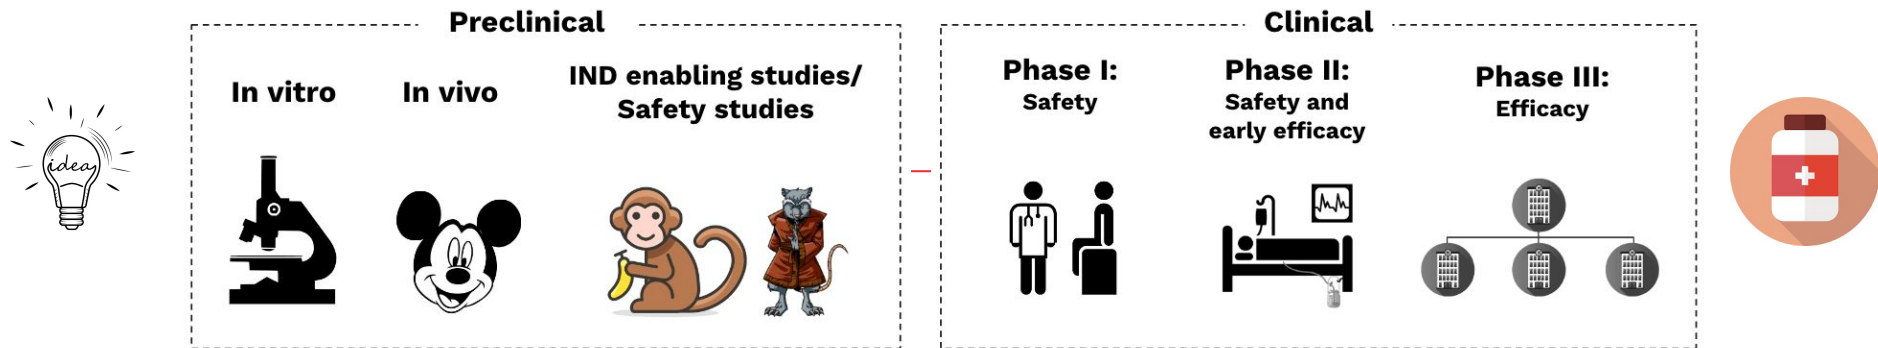 Preclinical
Clinical
In vitro
In vivo
IND enabling studies/
Safety studies
Phase I:
Safety
Phase II:
Safety and
early efficacy
Phase III:
Efficacy
idea